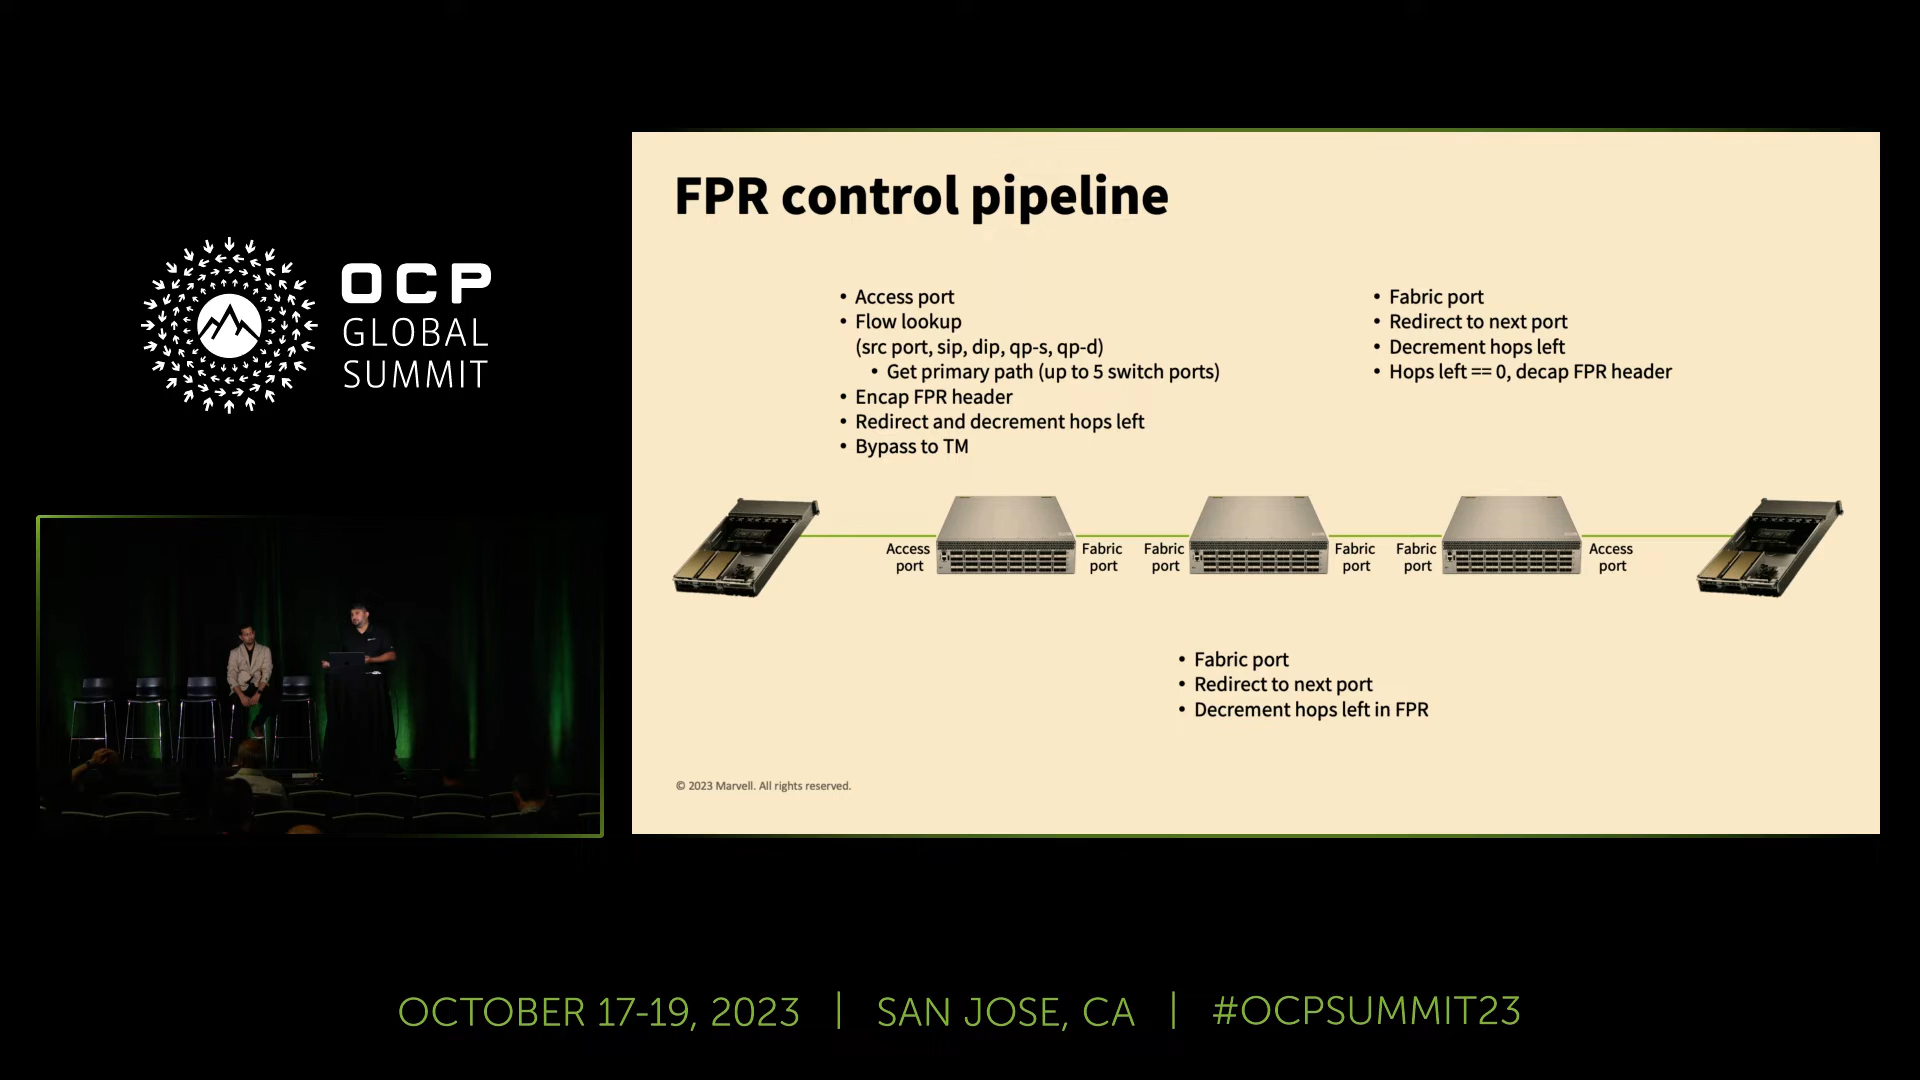 OCP
GLOBAL
SUMMIT
FPR control pipeline
• Access port
• Flow lookup
(src port, sip, dip, qp-s, qp-d)
• Get primary path (up to 5 switch ports)
• Encap FPR header
• Redirect and decrement hops left
• Bypass to TM
• Fabric port
• Redirect to next port
• Decrement hops left
• Hops left == 0, decap FPR header
Access
port
Fabric
port
Fabric
port
Fabric
port
Fabric
port
Access
port
• Fabric port
• Redirect to next port
• Decrement hops left in FPR
© 2023 Marvell. All rights reserved.
OCTOBER 17-19, 2023 | SAN JOSE, CA | #OCPSUMMIT23